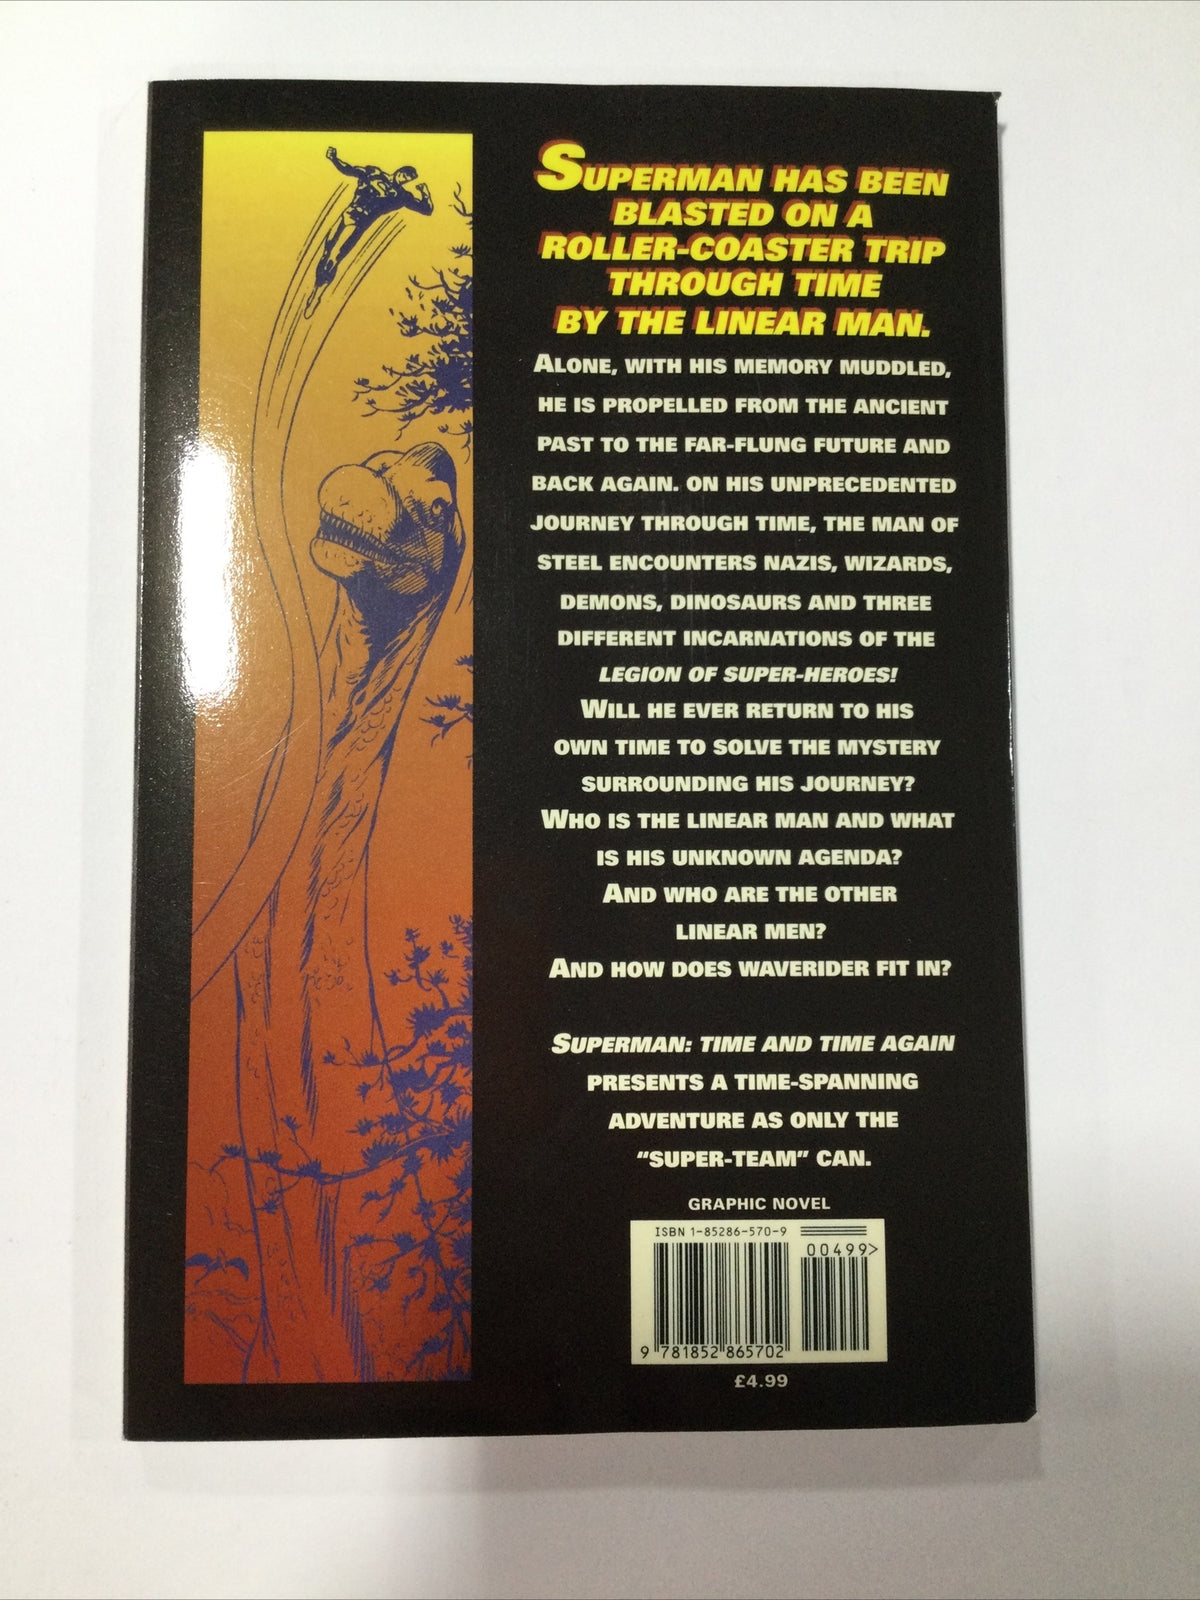 SUPERMAN HAS BEEN
BLASTED ON A
ROLLER-COASTER TRIP
THROUGH TIME
BY THE LINEAR MAN.
ALONE, WITH HIS MEMORY MUDDLED,
HE IS PROPELLED FROM THE ANCIENT
PAST TO THE FAR-FLUNG FUTURE AND
BACK AGAIN. ON HIS UNPRECEDENTED
JOURNEY THROUGH TIME, THE MAN OF
STEEL ENCOUNTERS NAZIS, WIZARDS,
DEMONS, DINOSAURS AND THREE
DIFFERENT INCARNATIONS OF THE
LEGION OF SUPER-HEROES!
WILL HE EVER RETURN TO HIS
OWN TIME TO SOLVE THE MYSTERY
SURROUNDING HIS JOURNEY?
WHO IS THE LINEAR MAN AND WHAT
IS HIS UNKNOWN AGENDA?
AND WHO ARE THE OTHER
LINEAR MEN?
AND HOW DOES WAVERIDER FIT IN?
SUPERMAN: TIME AND TIME AGAIN
PRESENTS A TIME-SPANNING
ADVENTURE AS ONLY THE
"SUPER-TEAM" CAN.
GRAPHIC NOVEL
ISBN 1-85286-570-9
00499>
9 781852 865702
£4.99